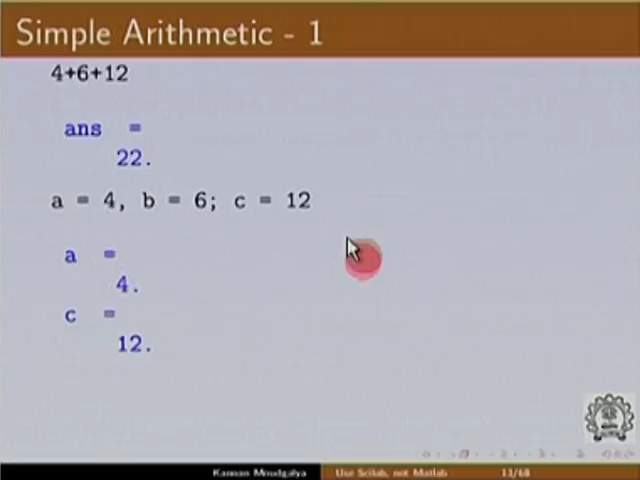 Simple Arithmetic - 1
4+6+12
ans =
22.
a = 4, b = 6; c = 12
a =
4.
c =
12.
Kannan Moudgalya Use Scilab, not Matlab 13/68